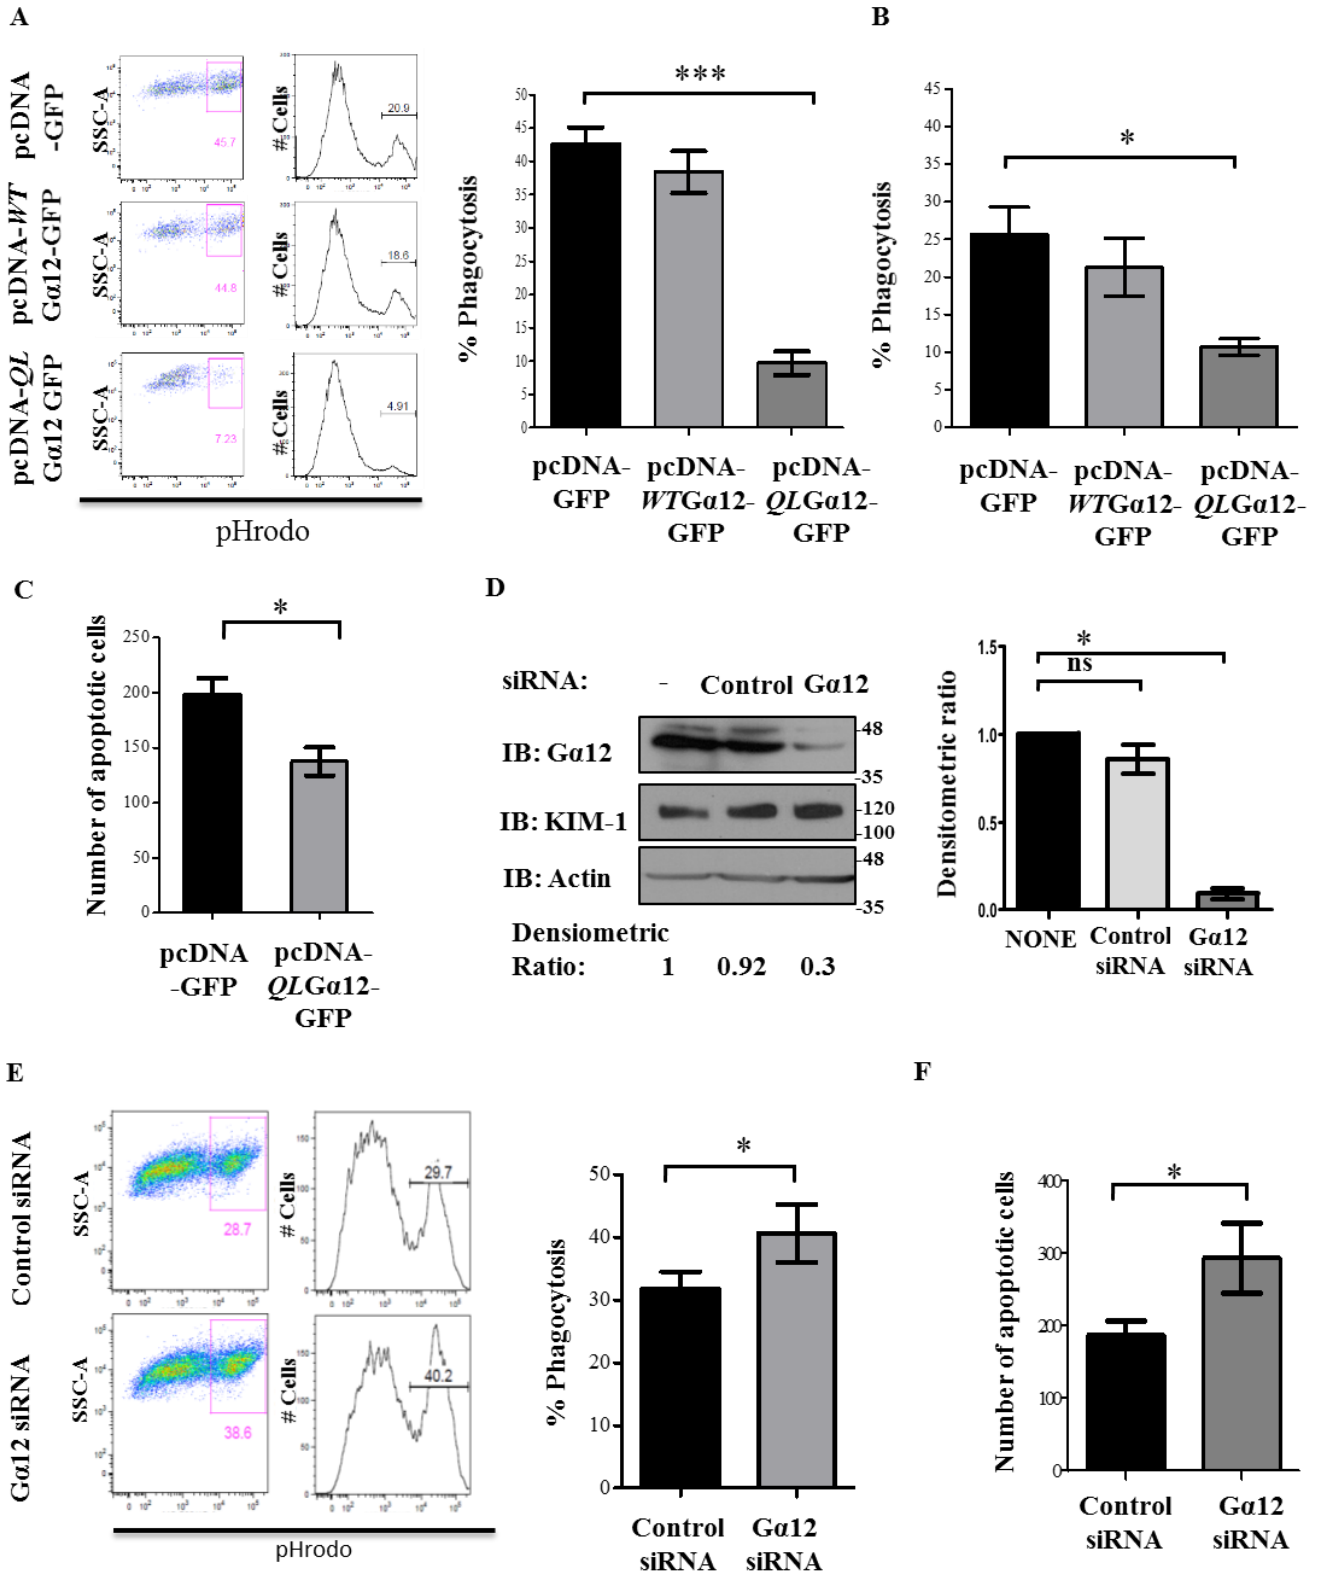 A
pcDNA
-GFP
pcDNA-WT
Gα12-GFP
pcDNA-QL
Gα12 GFP
SSC-A
SSC-A
SSC-A
45.7
44.8
7.23
# Cells
# Cells
# Cells
20.9
18.6
4.91
pHrodo
***
% Phagocytosis
50
45
40
35
30
25
20
15
10
5
0
pcDNA- pcDNA- pcDNA-
GFP WTGα12- QLGα12-
GFP GFP
B
*
% Phagocytosis
45
40
35
30
25
20
15
10
5
0
pcDNA- pcDNA- pcDNA-
GFP WTGα12- QLGα12-
GFP GFP
C
*
Number of apoptotic cells
250
200
150
100
50
0
pcDNA pcDNA-
-GFP QLGα12-
GFP
D
siRNA: - Control Gα12
IB: Gα12
-48
-35
IB: KIM-1
-120
-100
IB: Actin
-48
-35
Densiometric
Ratio: 1 0.92 0.3
*
ns
Densitometric ratio
1.5
1.0
0.5
0.0
NONE Control Gα12
siRNA siRNA
E
Control siRNA
Gα12 siRNA
SSC-A
SSC-A
28.7
38.6
# Cells
# Cells
29.7
40.2
pHrodo
*
% Phagocytosis
50
40
30
20
10
0
Control Gα12
siRNA siRNA
F
*
Number of apoptotic cells
400
300
200
100
0
Control Gα12
siRNA siRNA